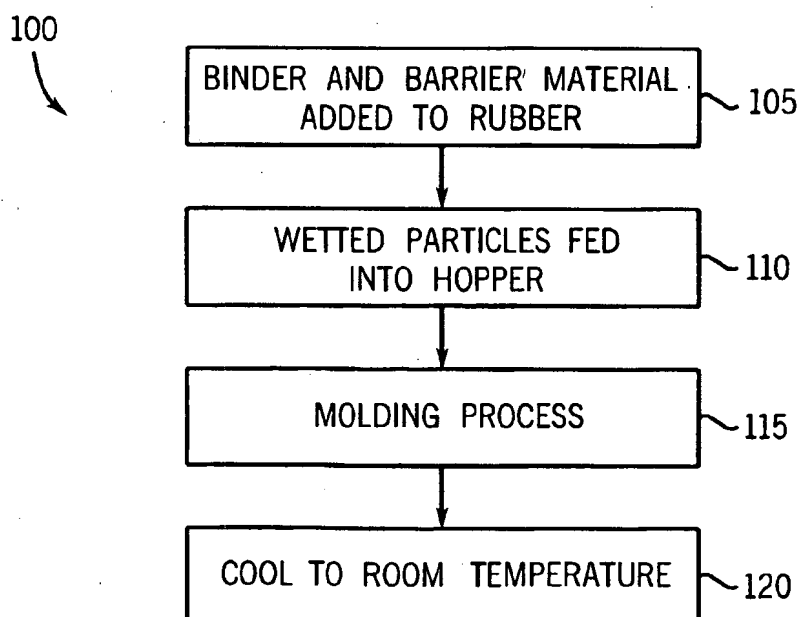 100
BINDER AND BARRIER MATERIAL
ADDED TO RUBBER
105
WETTED PARTICLES FED
INTO HOPPER
110
MOLDING PROCESS
115
COOL TO ROOM TEMPERATURE
120